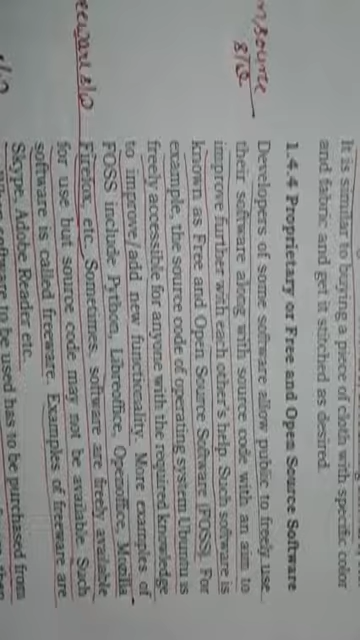 It is similar to buying a piece of cloth with specific color
and fabric and get it stitched as desired.
1.4.4 Proprietary or Free and Open Source Software
Developers of some software allow public to freely use
their software along with source code with an aim to
improve further with each other's help. Such software is
known as Free and Open Source Software (FOSS). For
example, the source code of operating system Ubuntu is
freely accessible for anyone with the required knowledge
to improve/add new functionality. More examples of
FOSS include Python, Libreoffice, Openoffice, Mozilla
Firefox, etc. Sometimes, software are freely available
for use but source code may not be available. Such
software is called freeware. Examples of freeware are
Skype, Adobe Reader, etc.
software to be used has to be purchased from